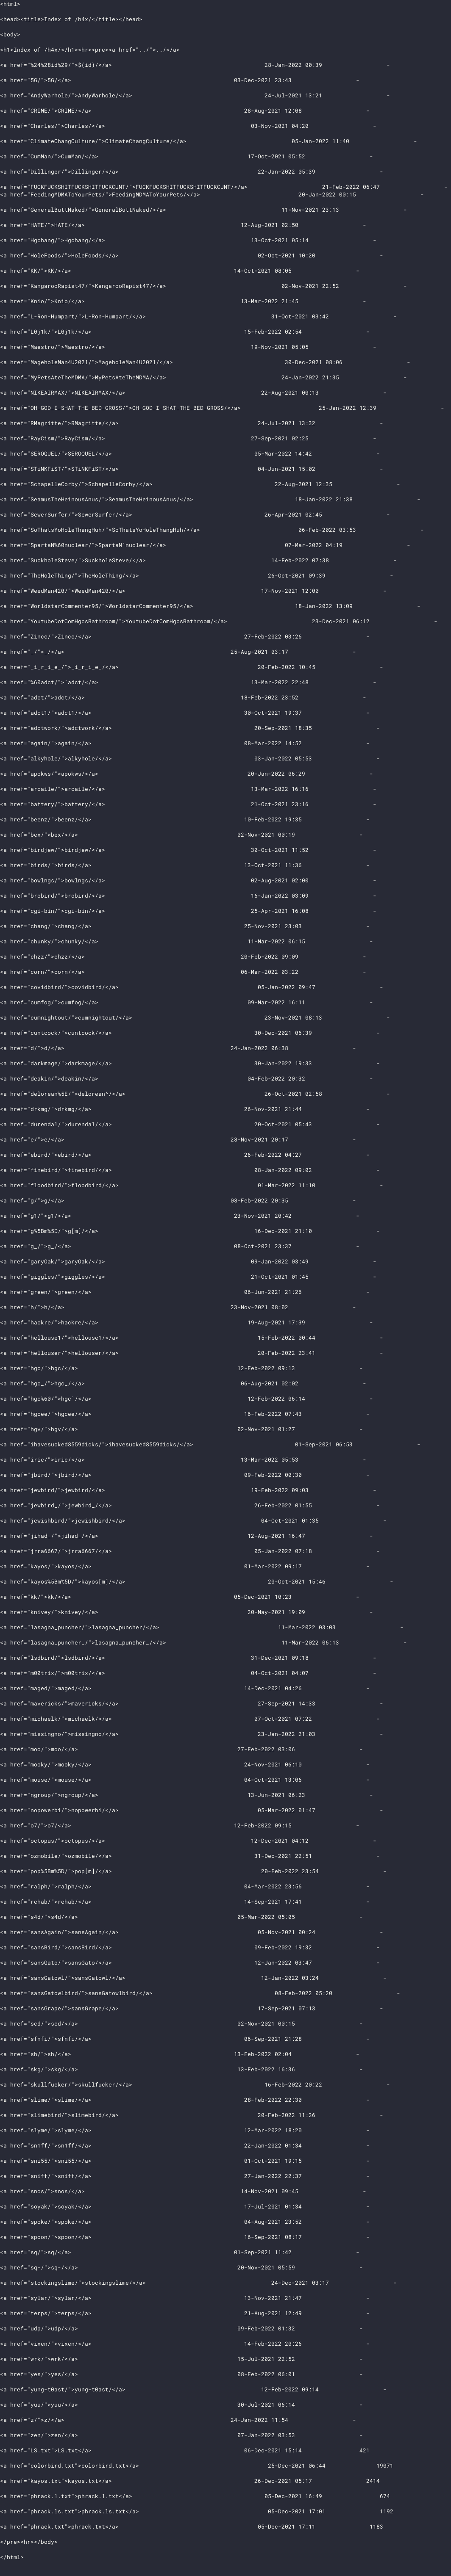 <html>
<head><title>Index of /h4x/</title></head>
<body>
<h1>Index of /h4x/</h1><hr><pre><a href="../">../</a>
<a href="%24%28id%29/">$(id)/</a> 28-Jan-2022 00:39 -
<a href="5G/">5G/</a> 03-Dec-2021 23:43 -
<a href="AndyWarhole/">AndyWarhole/</a> 24-Jul-2021 13:21 -
<a href="CRIME/">CRIME/</a> 28-Aug-2021 12:08 -
<a href="Charles/">Charles/</a> 03-Nov-2021 04:20 -
<a href="ClimateChangCulture/">ClimateChangCulture/</a> 05-Jan-2022 11:40 -
<a href="CumMan/">CumMan/</a> 17-Oct-2021 05:52 -
<a href="Dillinger/">Dillinger/</a> 22-Jan-2022 05:39 -
<a href="FUCKFUCKSHITFUCKSHITFUCKCUNT/">FUCKFUCKSHITFUCKSHITFUCKCUNT/</a> 21-Feb-2022 06:47 -
<a href="FeedingMDMAToYourPets/">FeedingMDMAToYourPets/</a> 20-Jan-2022 00:15 -
<a href="GeneralButtNaked/">GeneralButtNaked/</a> 11-Nov-2021 23:13 -
<a href="HATE/">HATE/</a> 12-Aug-2021 02:50 -
<a href="Hgchang/">Hgchang/</a> 13-Oct-2021 05:14 -
<a href="HoleFoods/">HoleFoods/</a> 02-Oct-2021 10:20 -
<a href="KK/">KK/</a> 14-Oct-2021 08:05 -
<a href="KangarooRapist47/">KangarooRapist47/</a> 02-Nov-2021 22:52 -
<a href="Knio/">Knio/</a> 13-Mar-2022 21:45 -
<a href="L-Ron-Humpart/">L-Ron-Humpart/</a> 31-Oct-2021 03:42 -
<a href="L0j1k/">L0j1k/</a> 15-Feb-2022 02:54 -
<a href="Maestro/">Maestro/</a> 19-Nov-2021 05:05 -
<a href="MageholeMan4U2021/">MageholeMan4U2021/</a> 30-Dec-2021 08:06 -
<a href="MyPetsAteTheMDMA/">MyPetsAteTheMDMA/</a> 24-Jan-2022 21:35 -
<a href="NIKEAIRMAX/">NIKEAIRMAX/</a> 22-Aug-2021 00:13 -
<a href="OH_GOD_I_SHAT_THE_BED_GROSS/">OH_GOD_I_SHAT_THE_BED_GROSS/</a> 25-Jan-2022 12:39 -
<a href="RMagritte/">RMagritte/</a> 24-Jul-2021 13:32 -
<a href="RayCism/">RayCism/</a> 27-Sep-2021 02:25 -
<a href="SEROQUEL/">SEROQUEL/</a> 05-Mar-2022 14:42 -
<a href="STiNKFiST/">STiNKFiST/</a> 04-Jun-2021 15:02 -
<a href="SchapelleCorby/">SchapelleCorby/</a> 22-Aug-2021 12:35 -
<a href="SeamusTheHeinousAnus/">SeamusTheHeinousAnus/</a> 18-Jan-2022 21:38 -
<a href="SewerSurfer/">SewerSurfer/</a> 26-Apr-2021 02:45 -
<a href="SoThatsYoHoleThangHuh/">SoThatsYoHoleThangHuh/</a> 06-Feb-2022 03:53 -
<a href="SpartaN%60nuclear/">SpartaN`nuclear/</a> 07-Mar-2022 04:19 -
<a href="SuckholeSteve/">SuckholeSteve/</a> 14-Feb-2022 07:38 -
<a href="TheHoleThing/">TheHoleThing/</a> 26-Oct-2021 09:39 -
<a href="WeedMan420/">WeedMan420/</a> 17-Nov-2021 12:00 -
<a href="WorldstarCommenter95/">WorldstarCommenter95/</a> 18-Jan-2022 13:09 -
<a href="YoutubeDotComHgcsBathroom/">YoutubeDotComHgcsBathroom/</a> 23-Dec-2021 06:12 -
<a href="Zincc/">Zincc/</a> 27-Feb-2022 03:26 -
<a href="_/">_/</a> 25-Aug-2021 03:17 -
<a href="_i_r_i_e_/">_i_r_i_e_/</a> 20-Feb-2022 10:45 -
<a href="%60adct/">`adct/</a> 13-Mar-2022 22:48 -
<a href="adct/">adct/</a> 18-Feb-2022 23:52 -
<a href="adct1/">adct1/</a> 30-Oct-2021 19:37 -
<a href="adctwork/">adctwork/</a> 20-Sep-2021 18:35 -
<a href="again/">again/</a> 08-Mar-2022 14:52 -
<a href="alkyhole/">alkyhole/</a> 03-Jan-2022 05:53 -
<a href="apokws/">apokws/</a> 20-Jan-2022 06:29 -
<a href="arcaile/">arcaile/</a> 13-Mar-2022 16:16 -
<a href="battery/">battery/</a> 21-Oct-2021 23:16 -
<a href="beenz/">beenz/</a> 10-Feb-2022 19:35 -
<a href="bex/">bex/</a> 02-Nov-2021 00:19 -
<a href="birdjew/">birdjew/</a> 30-Oct-2021 11:52 -
<a href="birds/">birds/</a> 13-Oct-2021 11:36 -
<a href="bowlngs/">bowlngs/</a> 02-Aug-2021 02:00 -
<a href="brobird/">brobird/</a> 16-Jan-2022 03:09 -
<a href="cgi-bin/">cgi-bin/</a> 25-Apr-2021 16:08 -
<a href="chang/">chang/</a> 25-Nov-2021 23:03 -
<a href="chunky/">chunky/</a> 11-Mar-2022 06:15 -
<a href="chzz/">chzz/</a> 20-Feb-2022 09:09 -
<a href="corn/">corn/</a> 06-Mar-2022 03:22 -
<a href="covidbird/">covidbird/</a> 05-Jan-2022 09:47 -
<a href="cumfog/">cumfog/</a> 09-Mar-2022 16:11 -
<a href="cumnightout/">cumnightout/</a> 23-Nov-2021 08:13 -
<a href="cuntcock/">cuntcock/</a> 30-Dec-2021 06:39 -
<a href="d/">d/</a> 24-Jan-2022 06:38 -
<a href="darkmage/">darkmage/</a> 30-Jan-2022 19:33 -
<a href="deakin/">deakin/</a> 04-Feb-2022 20:32 -
<a href="delorean%5E/">delorean^/</a> 26-Oct-2021 02:58 -
<a href="drkmg/">drkmg/</a> 26-Nov-2021 21:44 -
<a href="durendal/">durendal/</a> 20-Oct-2021 05:43 -
<a href="e/">e/</a> 28-Nov-2021 20:17 -
<a href="ebird/">ebird/</a> 26-Feb-2022 04:27 -
<a href="finebird/">finebird/</a> 08-Jan-2022 09:02 -
<a href="floodbird/">floodbird/</a> 01-Mar-2022 11:10 -
<a href="g/">g/</a> 08-Feb-2022 20:35 -
<a href="g1/">g1/</a> 23-Nov-2021 20:42 -
<a href="g%5Bm%5D/">g[m]/</a> 16-Dec-2021 21:10 -
<a href="g_/">g_/</a> 08-Oct-2021 23:37 -
<a href="garyOak/">garyOak/</a> 09-Jan-2022 03:49 -
<a href="giggles/">giggles/</a> 21-Oct-2021 01:45 -
<a href="green/">green/</a> 06-Jun-2021 21:26 -
<a href="h/">h/</a> 23-Nov-2021 08:02 -
<a href="hackre/">hackre/</a> 19-Aug-2021 17:39 -
<a href="hellouse1/">hellouse1/</a> 15-Feb-2022 00:44 -
<a href="hellouser/">hellouser/</a> 20-Feb-2022 23:41 -
<a href="hgc/">hgc/</a> 12-Feb-2022 09:13 -
<a href="hgc_/">hgc_/</a> 06-Aug-2021 02:02 -
<a href="hgc%60/">hgc`/</a> 12-Feb-2022 06:14 -
<a href="hgcee/">hgcee/</a> 16-Feb-2022 07:43 -
<a href="hgv/">hgv/</a> 02-Nov-2021 01:27 -
<a href="ihavesucked8559dicks/">ihavesucked8559dicks/</a> 01-Sep-2021 06:53 -
<a href="irie/">irie/</a> 13-Mar-2022 05:53 -
<a href="jbird/">jbird/</a> 09-Feb-2022 00:30 -
<a href="jewbird/">jewbird/</a> 19-Feb-2022 09:03 -
<a href="jewbird_/">jewbird_/</a> 26-Feb-2022 01:55 -
<a href="jewishbird/">jewishbird/</a> 04-Oct-2021 01:35 -
<a href="jihad_/">jihad_/</a> 12-Aug-2021 16:47 -
<a href="jrra6667/">jrra6667/</a> 05-Jan-2022 07:18 -
<a href="kayos/">kayos/</a> 01-Mar-2022 09:17 -
<a href="kayos%5Bm%5D/">kayos[m]/</a> 20-Oct-2021 15:46 -
<a href="kk/">kk/</a> 05-Dec-2021 10:23 -
<a href="knivey/">knivey/</a> 20-May-2021 19:09 -
<a href="lasagna_puncher/">lasagna_puncher/</a> 11-Mar-2022 03:03 -
<a href="lasagna_puncher_/">lasagna_puncher_/</a> 11-Mar-2022 06:13 -
<a href="lsdbird/">lsdbird/</a> 31-Dec-2021 09:18 -
<a href="m00trix/">m00trix/</a> 04-Oct-2021 04:07 -
<a href="maged/">maged/</a> 14-Dec-2021 04:26 -
<a href="mavericks/">mavericks/</a> 27-Sep-2021 14:33 -
<a href="michaelk/">michaelk/</a> 07-Oct-2021 07:22 -
<a href="missingno/">missingno/</a> 23-Jan-2022 21:03 -
<a href="moo/">moo/</a> 27-Feb-2022 03:06 -
<a href="mooky/">mooky/</a> 24-Nov-2021 06:10 -
<a href="mouse/">mouse/</a> 04-Oct-2021 13:06 -
<a href="ngroup/">ngroup/</a> 13-Jun-2021 06:23 -
<a href="nopowerbi/">nopowerbi/</a> 05-Mar-2022 01:47 -
<a href="o7/">o7/</a> 12-Feb-2022 09:15 -
<a href="octopus/">octopus/</a> 12-Dec-2021 04:12 -
<a href="ozmobile/">ozmobile/</a> 31-Dec-2021 22:51 -
<a href="pop%5Bm%5D/">pop[m]/</a> 20-Feb-2022 23:54 -
<a href="ralph/">ralph/</a> 04-Mar-2022 23:56 -
<a href="rehab/">rehab/</a> 14-Sep-2021 17:41 -
<a href="s4d/">s4d/</a> 05-Mar-2022 05:05 -
<a href="sansAgain/">sansAgain/</a> 05-Nov-2021 00:24 -
<a href="sansBird/">sansBird/</a> 09-Feb-2022 19:32 -
<a href="sansGato/">sansGato/</a> 12-Jan-2022 03:47 -
<a href="sansGatowl/">sansGatowl/</a> 12-Jan-2022 03:24 -
<a href="sansGatowlbird/">sansGatowlbird/</a> 08-Feb-2022 05:20 -
<a href="sansGrape/">sansGrape/</a> 17-Sep-2021 07:13 -
<a href="scd/">scd/</a> 02-Nov-2021 00:15 -
<a href="sfnfi/">sfnfi/</a> 06-Sep-2021 21:28 -
<a href="sh/">sh/</a> 13-Feb-2022 02:04 -
<a href="skg/">skg/</a> 13-Feb-2022 16:36 -
<a href="skullfucker/">skullfucker/</a> 16-Feb-2022 20:22 -
<a href="slime/">slime/</a> 28-Feb-2022 22:30 -
<a href="slimebird/">slimebird/</a> 20-Feb-2022 11:26 -
<a href="slyme/">slyme/</a> 12-Mar-2022 18:20 -
<a href="sn1ff/">sn1ff/</a> 22-Jan-2022 01:34 -
<a href="sni55/">sni55/</a> 01-Oct-2021 19:15 -
<a href="sniff/">sniff/</a> 27-Jan-2022 22:37 -
<a href="snos/">snos/</a> 14-Nov-2021 09:45 -
<a href="soyak/">soyak/</a> 17-Jul-2021 01:34 -
<a href="spoke/">spoke/</a> 04-Aug-2021 23:52 -
<a href="spoon/">spoon/</a> 16-Sep-2021 08:17 -
<a href="sq/">sq/</a> 01-Sep-2021 11:42 -
<a href="sq-/">sq-/</a> 28-Nov-2021 05:59 -
<a href="stockingslime/">stockingslime/</a> 24-Dec-2021 03:17 -
<a href="sylar/">sylar/</a> 13-Nov-2021 21:47 -
<a href="terps/">terps/</a> 21-Aug-2021 12:49 -
<a href="udp/">udp/</a> 09-Feb-2022 01:32 -
<a href="vixen/">vixen/</a> 14-Feb-2022 20:26 -
<a href="wrk/">wrk/</a> 15-Jul-2021 22:52 -
<a href="yes/">yes/</a> 08-Feb-2022 06:01 -
<a href="yung-t0ast/">yung-t0ast/</a> 12-Feb-2022 09:14 -
<a href="yuu/">yuu/</a> 30-Jul-2021 06:14 -
<a href="z/">z/</a> 24-Jan-2022 11:54 -
<a href="zen/">zen/</a> 07-Jan-2022 03:53 -
<a href="LS.txt">LS.txt</a> 06-Dec-2021 15:14 421
<a href="colorbird.txt">colorbird.txt</a> 25-Dec-2021 06:44 19071
<a href="kayos.txt">kayos.txt</a> 26-Dec-2021 05:17 2414
<a href="phrack.1.txt">phrack.1.txt</a> 05-Dec-2021 16:49 674
<a href="phrack.ls.txt">phrack.ls.txt</a> 05-Dec-2021 17:01 1192
<a href="phrack.txt">phrack.txt</a> 05-Dec-2021 17:11 1183
</pre><hr></body>
</html>